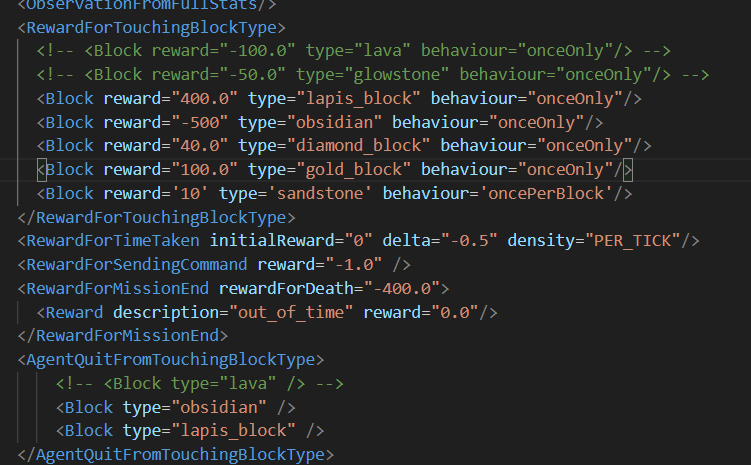 <ObservationFromFullStats/>
<RewardForTouchingBlockType>
<!-- <Block reward="-100.0" type="lava" behaviour="onceOnly"/> -->
<!-- <Block reward="-50.0" type="glowstone" behaviour="onceOnly"/> -->
<Block reward="400.0" type="lapis_block" behaviour="onceOnly"/>
<Block reward="-500" type="obsidian" behaviour="onceOnly"/>
<Block reward="40.0" type="diamond_block" behaviour="onceOnly"/>
<Block reward="100.0" type="gold_block" behaviour="onceOnly"/>
<Block reward='10' type='sandstone' behaviour='oncePerBlock'/>
</RewardForTouchingBlockType>
<RewardForTimeTaken initialReward="0" delta="-0.5" density="PER_TICK"/>
<RewardForSendingCommand reward="-1.0" />
<RewardForMissionEnd rewardForDeath="-400.0">
<Reward description="out_of_time" reward="0.0"/>
</RewardForMissionEnd>
<AgentQuitFromTouchingBlockType>
<!-- <Block type="lava" /> -->
<Block type="obsidian" />
<Block type="lapis_block" />
</AgentQuitFromTouchingBlockType>